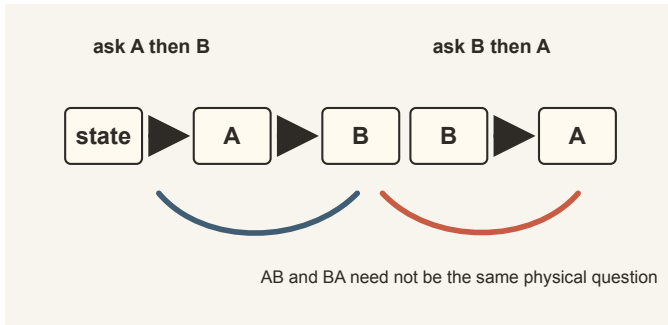 ask A then B
ask B then A
state A B B A
AB and BA need not be the same physical question